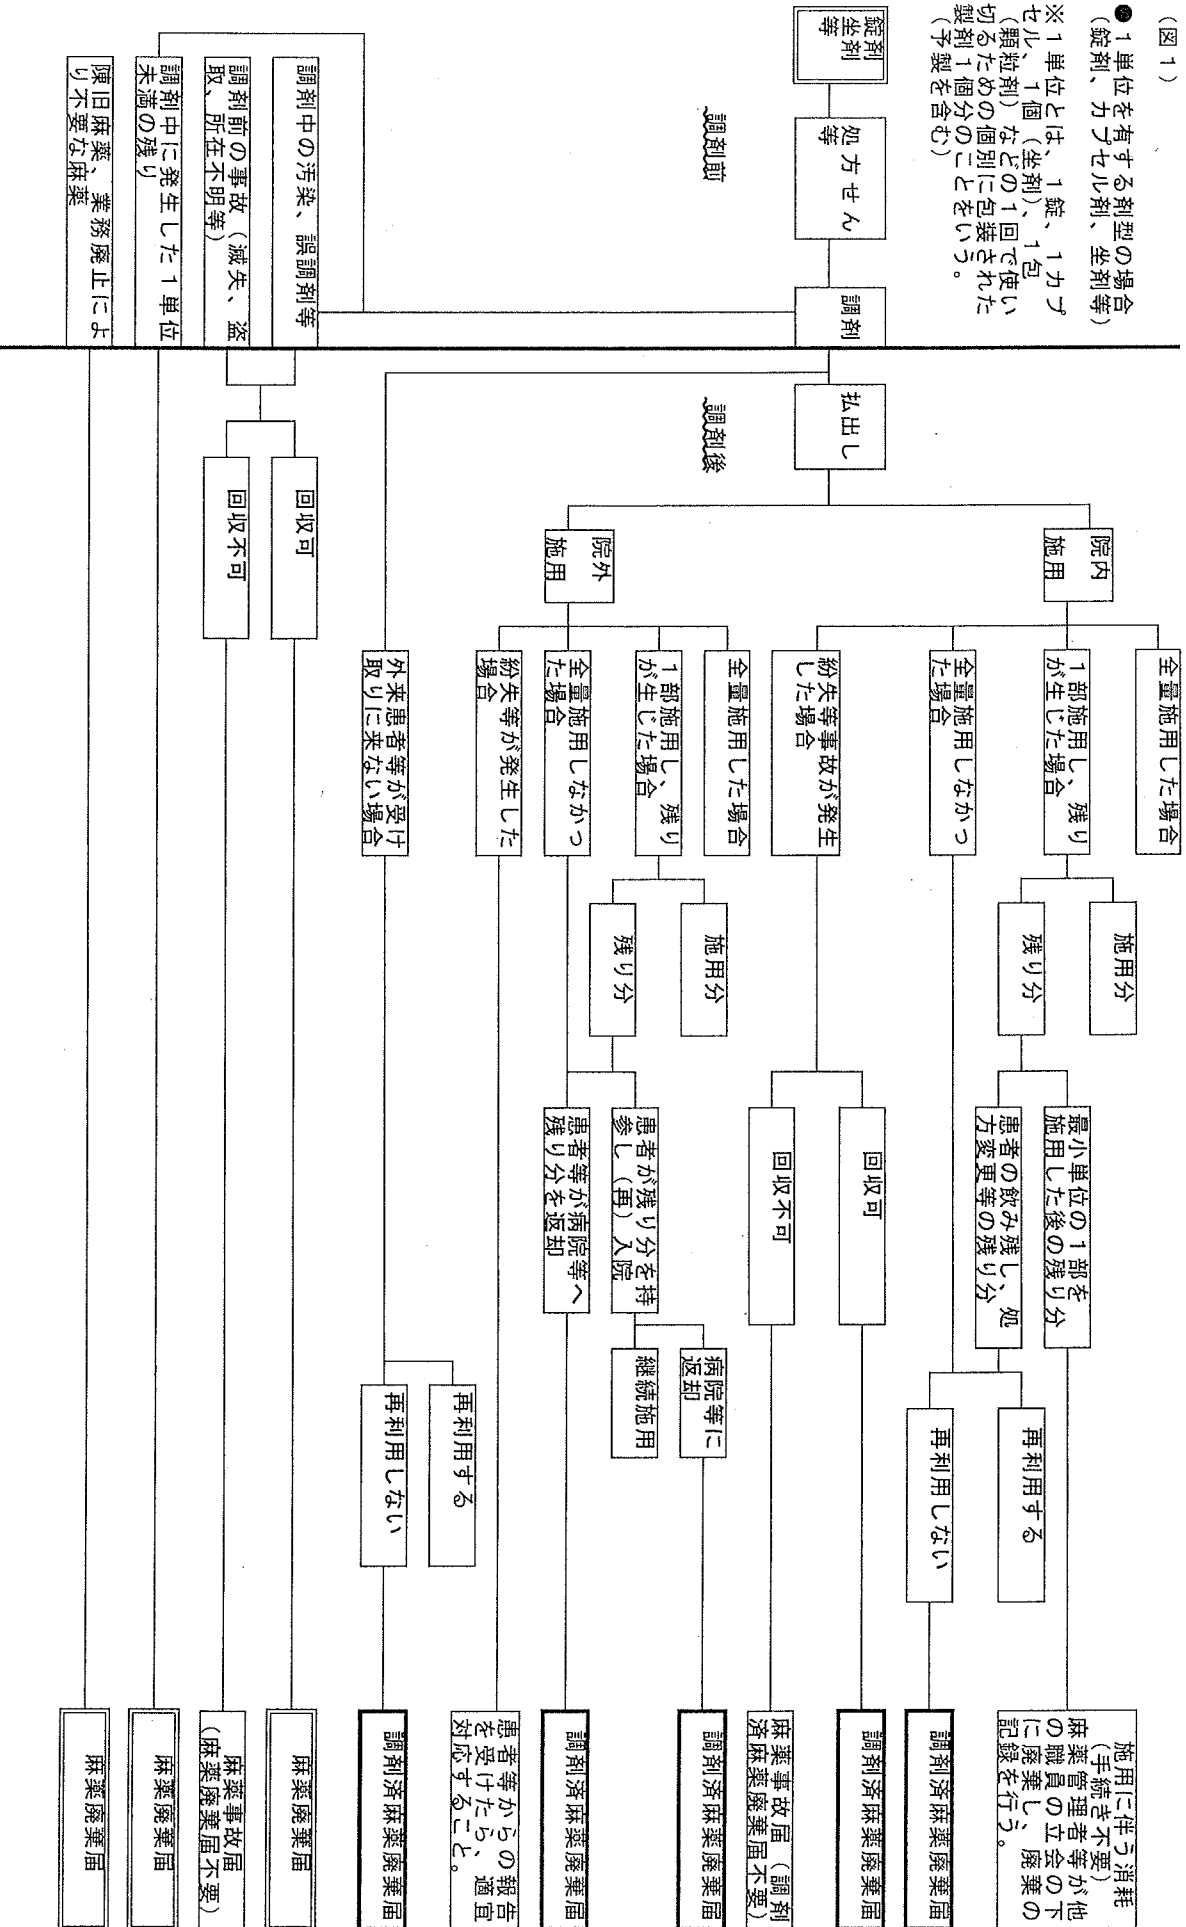 (図１)
●１単位を有する剤型の場合
(錠剤、カプセル剤、坐剤等)
※１単位とは、１錠、１カプ
セル、１個（坐剤）、１包
（顆粒剤）などの１回で使い
切るための個別に包装された
製剤１個分のことをいう。
（予製を含む）
錠剤
坐剤
等
処方せん
等
調剤
調剤前
調剤中の汚染、誤調剤等
調剤前の事故（滅失、盗
取、所在不明等）
調剤中に発生した１単位
未満の残り
陳旧麻薬、業務廃止によ
り不要な麻薬
払出し
調剤後
回収可
回収不可
院内
施用
院外
施用
全量施用した場合
１部施用し、残り
が生じた場合
全量施用しなかっ
た場合
紛失等事故が発生
した場合
全量施用した場合
１部施用し、残り
が生じた場合
全量施用しなかっ
た場合
紛失等が発生した
場合
外来患者等が受け
取りに来ない場合
施用分
残り分
施用分
残り分
最小単位の１部を
施用した後の残り分
患者の飲み残し、処
方変更等の残り分
回収可
回収不可
患者が残り分を持
参し（再）入院
患者等が病院等へ
残り分を返却
再利用する
再利用しない
病院等に
返却
継続施用
再利用する
再利用しない
施用に伴う消耗
（手続き不要）
麻薬管理者等が他
の職員の立会の下
に廃棄し、廃棄の
記録を行う。
調剤済麻薬廃棄届
調剤済麻薬廃棄届
麻薬事故届（調剤
済麻薬廃棄届不要）
調剤済麻薬廃棄届
調剤済麻薬廃棄届
患者等からの報告
を受けたら、適宜
対応すること。
調剤済麻薬廃棄届
麻薬廃棄届
麻薬事故届
（麻薬廃棄届不要）
麻薬廃棄届
麻薬廃棄届